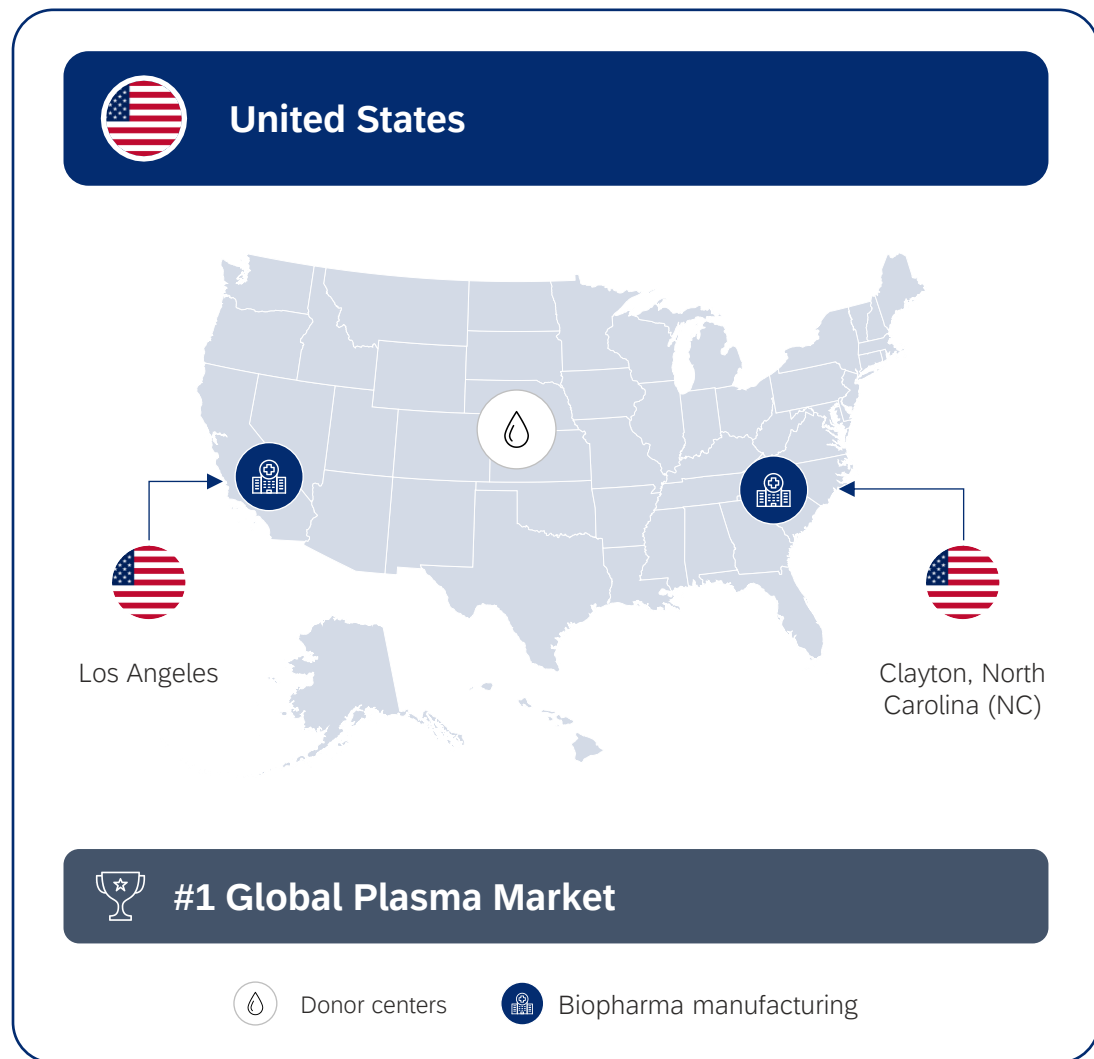 United States
Los Angeles
Clayton, North
Carolina (NC)
#1 Global Plasma Market
Donor centers
Biopharma manufacturing